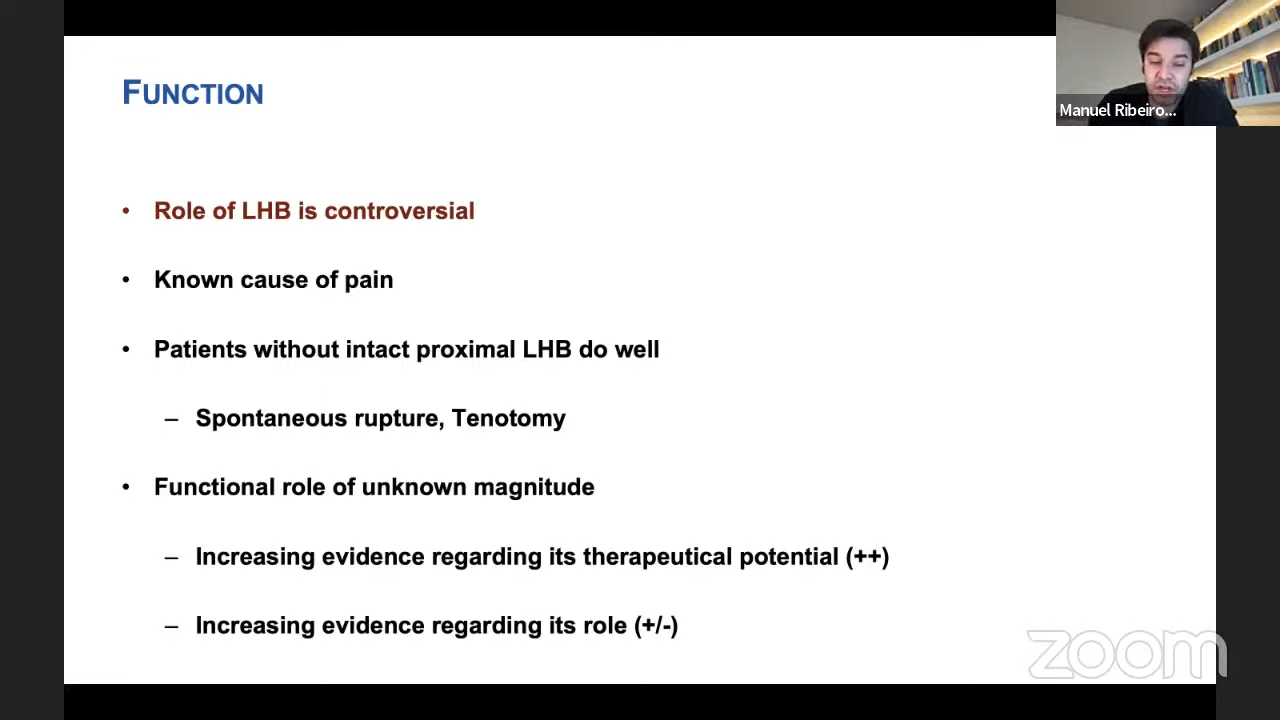 FUNCTION
Manuel Ribeiro...
• Role of LHB is controversial
• Known cause of pain
• Patients without intact proximal LHB do well
– Spontaneous rupture, Tenotomy
• Functional role of unknown magnitude
– Increasing evidence regarding its therapeutical potential (++)
– Increasing evidence regarding its role (+/-)
zoom